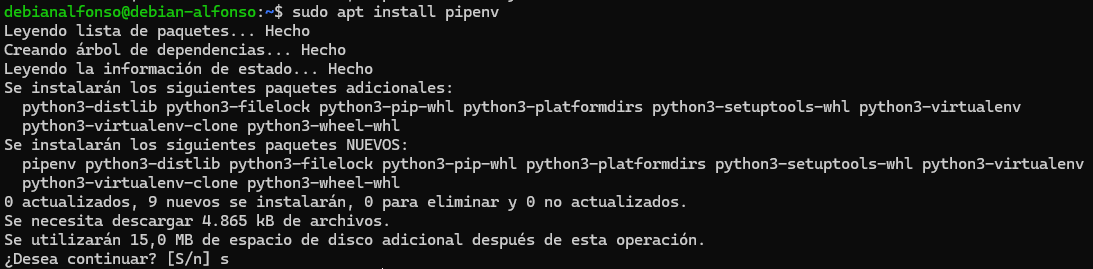 debianalfonso@debian-alfonso:~$ sudo apt install pipenv
Leyendo lista de paquetes... Hecho
Creando árbol de dependencias... Hecho
Leyendo la información de estado... Hecho
Se instalarán los siguientes paquetes adicionales:
  python3-distlib python3-filelock python3-pip-whl python3-platformdirs python3-setuptools-whl python3-virtualenv
  python3-virtualenv-clone python3-wheel-whl
Se instalarán los siguientes paquetes NUEVOS:
  pipenv python3-distlib python3-filelock python3-pip-whl python3-platformdirs python3-setuptools-whl python3-virtualenv
  python3-virtualenv-clone python3-wheel-whl
0 actualizados, 9 nuevos se instalarán, 0 para eliminar y 0 no actualizados.
Se necesita descargar 4.865 kB de archivos.
Se utilizarán 15,0 MB de espacio de disco adicional después de esta operación.
¿Desea continuar? [S/n] s